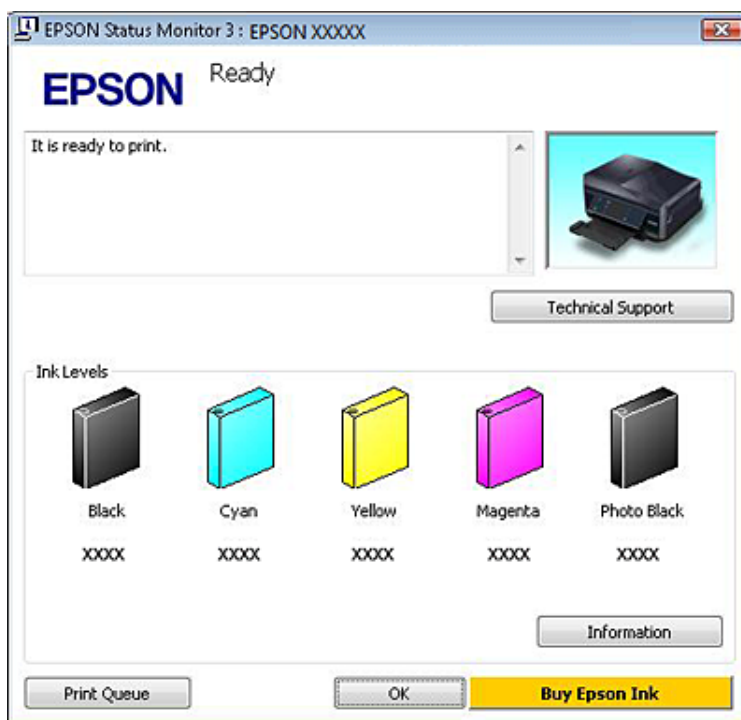 EPSON Status Monitor 3 : EPSON XXXXX
EPSON
Ready
It is ready to print.
Technical Support
Ink Levels
Black Cyan Yellow Magenta Photo Black
XXXX XXXX XXXX XXXX XXXX
Information
Print Queue OK Buy Epson Ink